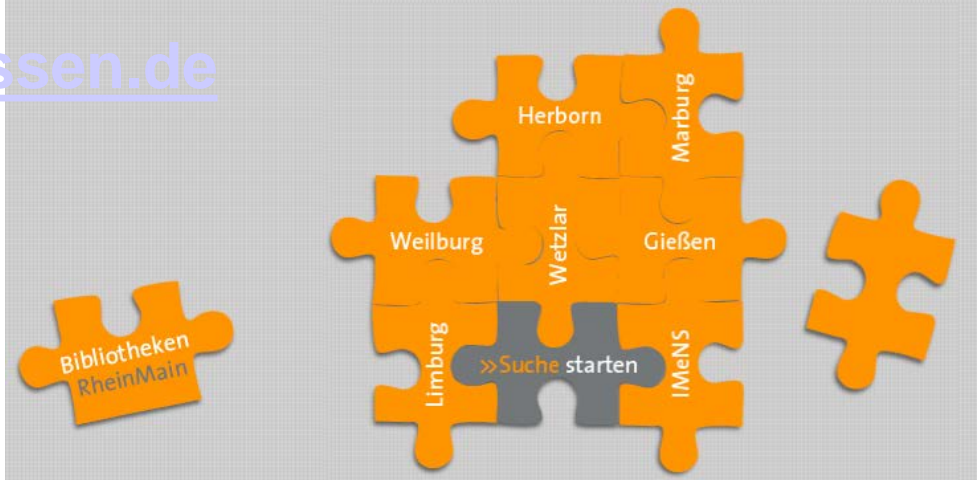 ssen.de
Herborn
Marburg
Weilburg
Wetzlar
Gießen
Bibliotheken
RheinMain
Limburg
»Suche starten
IMeNS